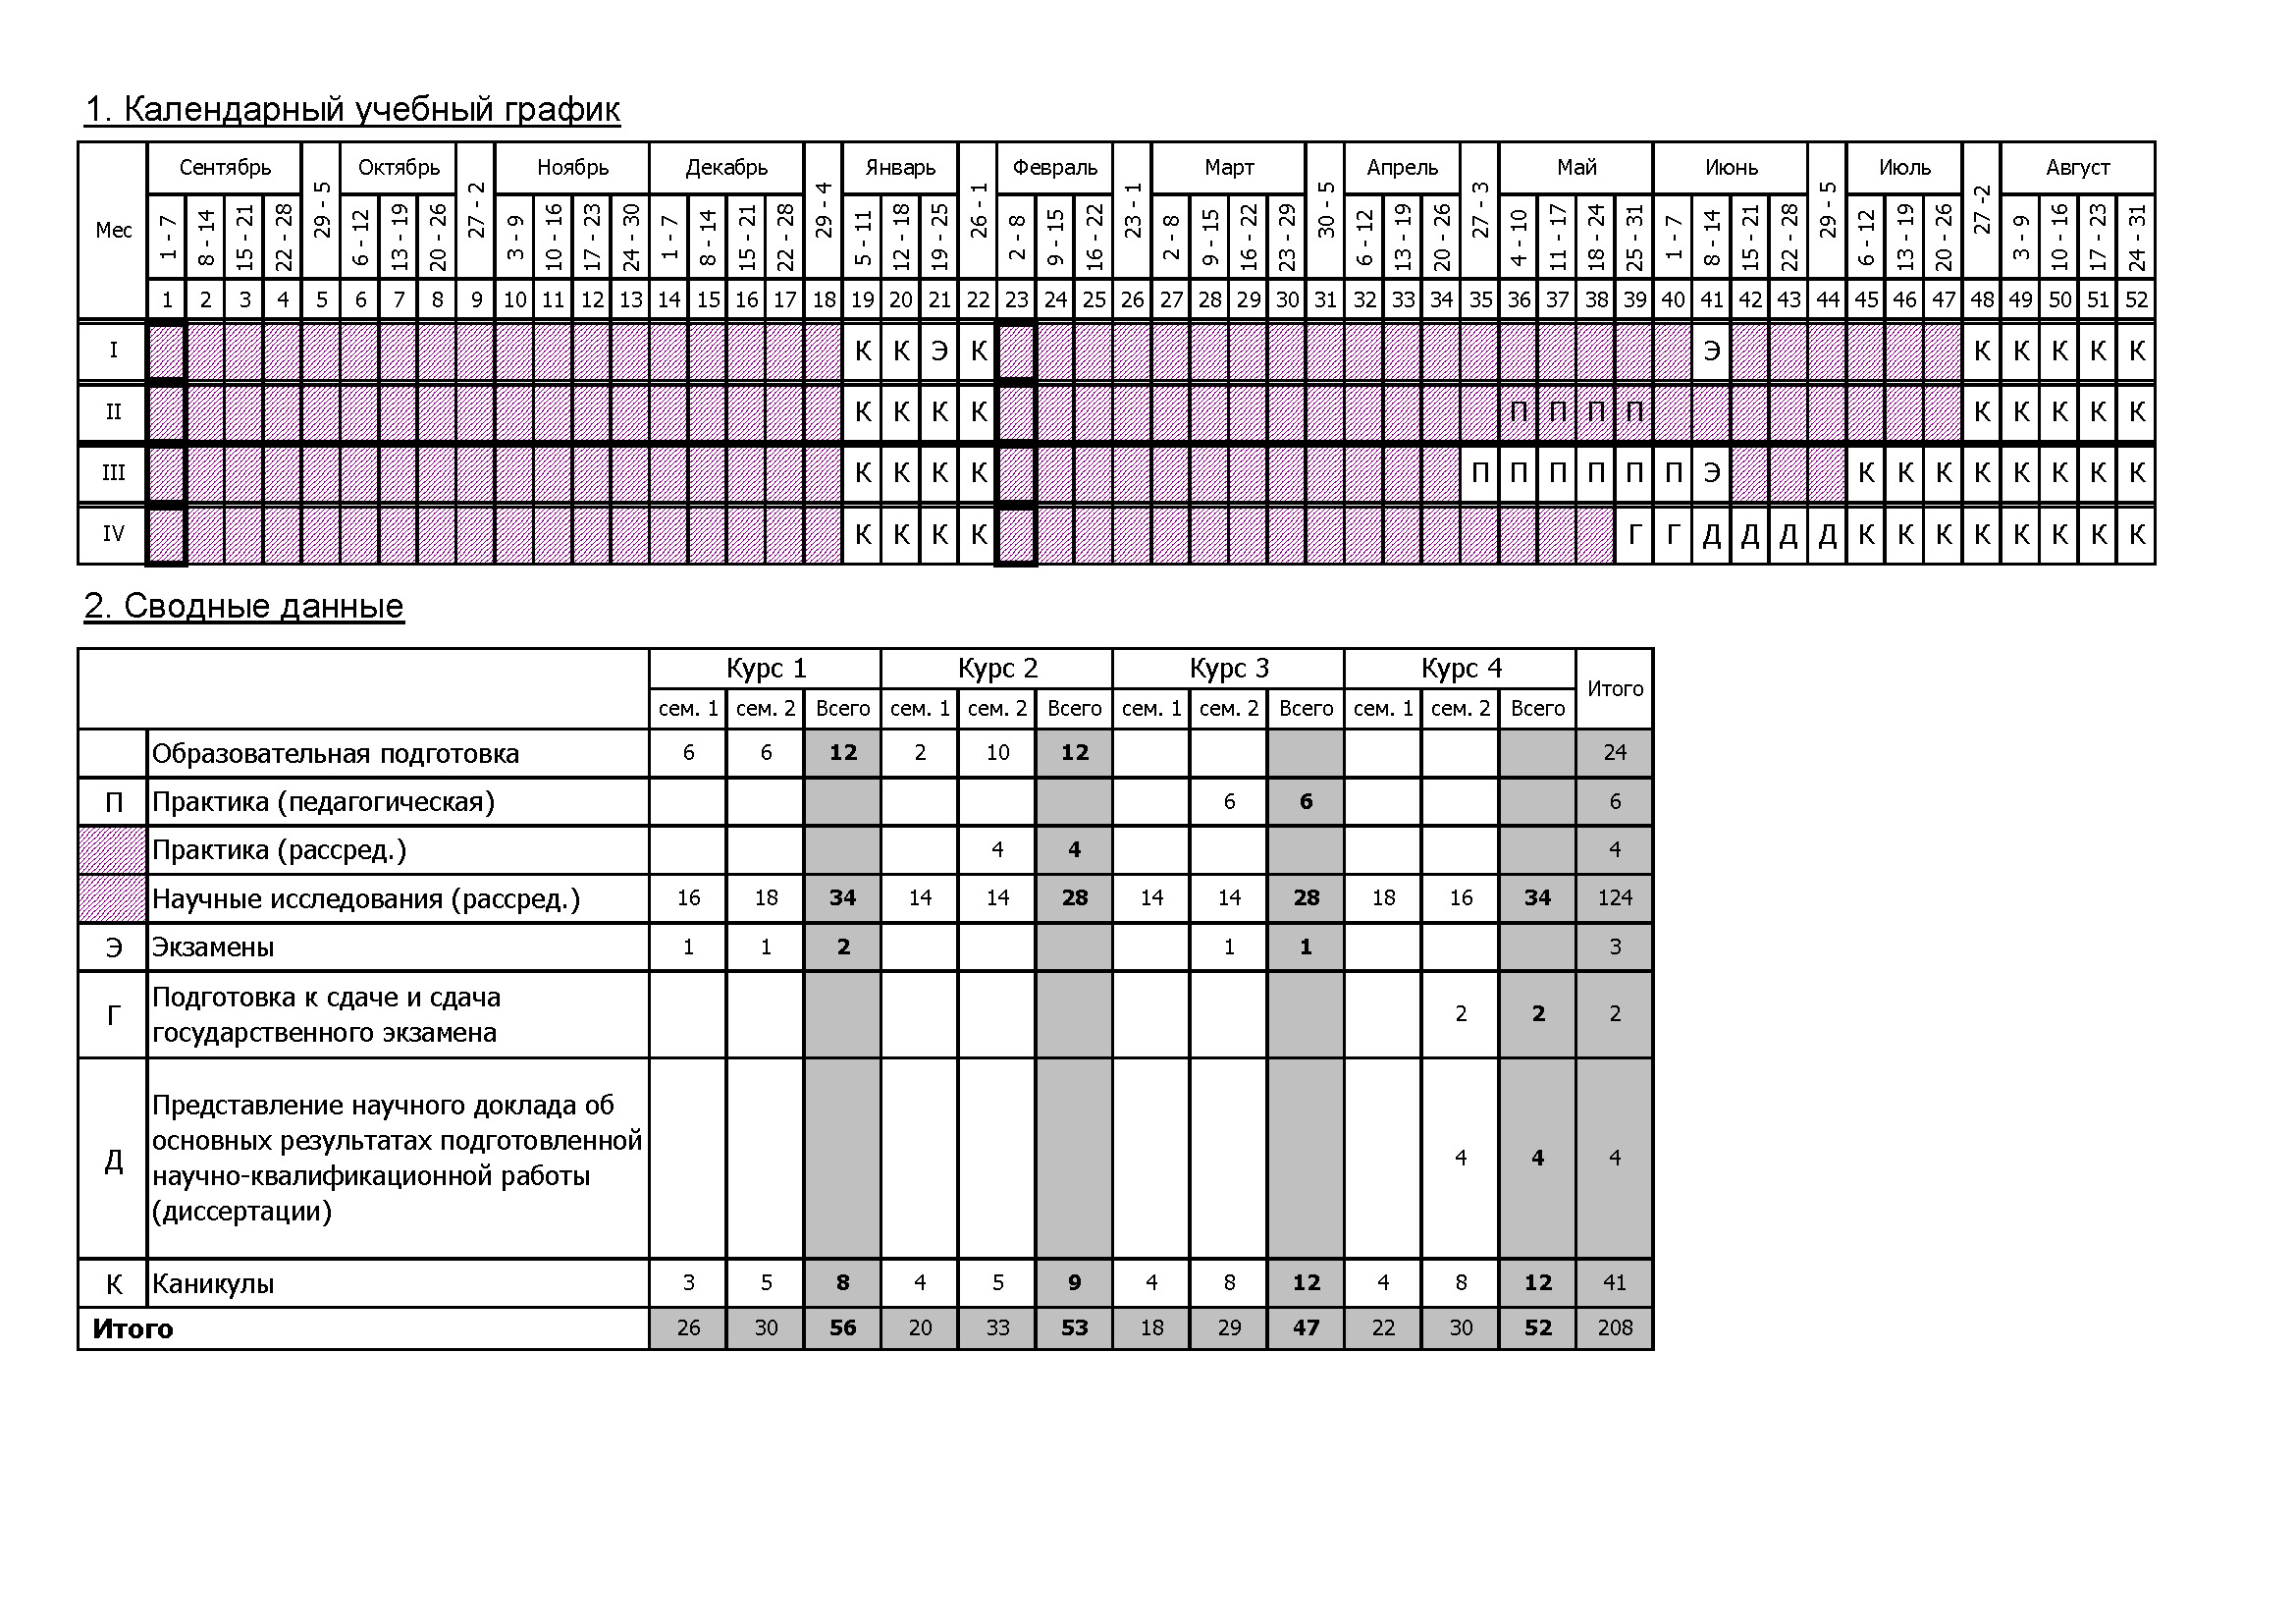 1. Календарный учебный график
Мес Сентябрь 29 - 5 Октябрь 27 - 2 Ноябрь Декабрь 29 - 4 Январь 26 - 1 Февраль 23 - 1 Март 30 - 5 Апрель 27 - 3 Май Июнь 29 - 5 Июль 27 -2 Август
1 - 7 8 - 14 15 - 21 22 - 28 6 - 12 13 - 19 20 - 26 3 - 9 10 - 16 17 - 23 24 - 30 1 - 7 8 - 14 15 - 21 22 - 28 5 - 11 12 - 18 19 - 25 2 - 8 9 - 15 16 - 22 2 - 8 9 - 15 16 - 22 23 - 29 6 - 12 13 - 19 20 - 26 4 - 10 11 - 17 18 - 24 25 - 31 1 - 7 8 - 14 15 - 21 22 - 28 6 - 12 13 - 19 20 - 26 3 - 9 10 - 16 17 - 23 24 - 31
1 2 3 4 5 6 7 8 9 10 11 12 13 14 15 16 17 18 19 20 21 22 23 24 25 26 27 28 29 30 31 32 33 34 35 36 37 38 39 40 41 42 43 44 45 46 47 48 49 50 51 52
I К К Э К Э К К К К К
II К К К К П П П П К К К К К
III К К К К П П П П П П Э К К К К К К К К
IV К К К К Г Г Д Д Д Д К К К К К К К К
2. Сводные данные
Курс 1 Курс 2 Курс 3 Курс 4 Итого
сем. 1 сем. 2 Всего сем. 1 сем. 2 Всего сем. 1 сем. 2 Всего сем. 1 сем. 2 Всего
Образовательная подготовка 6 6 12 2 10 12 24
П Практика (педагогическая) 6 6 6
Практика (рассред.) 4 4 4
Научные исследования (рассред.) 16 18 34 14 14 28 14 14 28 18 16 34 124
Э Экзамены 1 1 2 1 1 3
Г Подготовка к сдаче и сдача
государственного экзамена 2 2 2
Д Представление научного доклада об
основных результатах подготовленной
научно-квалификационной работы
(диссертации) 4 4 4
К Каникулы 3 5 8 4 5 9 4 8 12 4 8 12 41
Итого 26 30 56 20 33 53 18 29 47 22 30 52 208